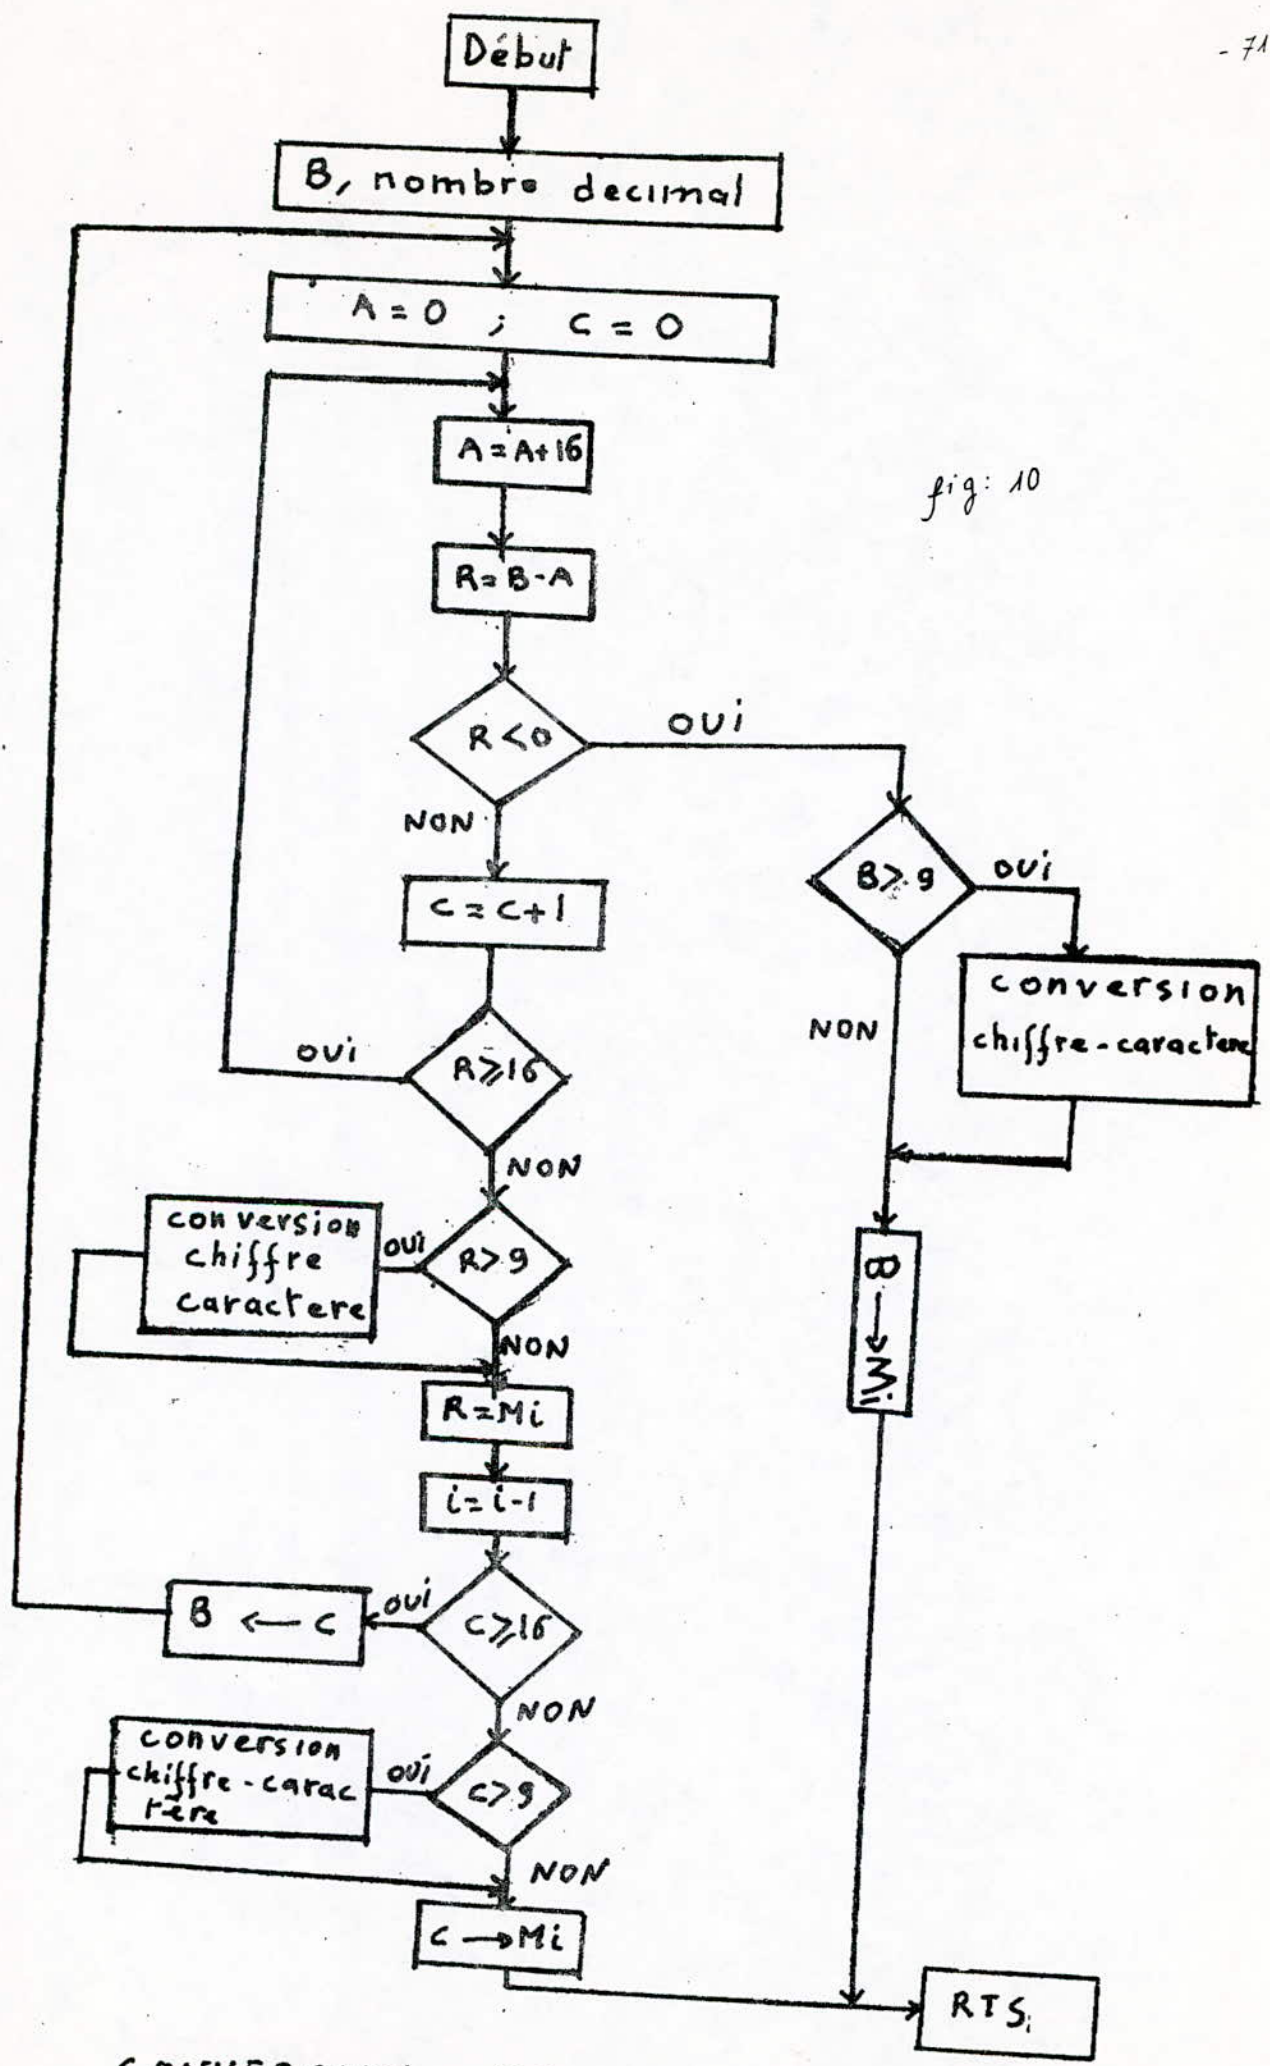 - 71
Début
B, nombre decimal
A = 0 ; C = 0
A = A+16
fig: 10
R = B-A
R <0
OUI
NON
B> 9
OUI
C = C+1
conversion
chiffre-caractere
NON
OUI
R⩾16
NON
conversion
chiffre
caractere
OUI
R> 9
B → Mi
NON
R=Mi
i= i-1
B ← C
OUI
C⩾16
NON
conversion
chiffre-carac
tère
OUI
C>9
NON
C → Mi
RTS